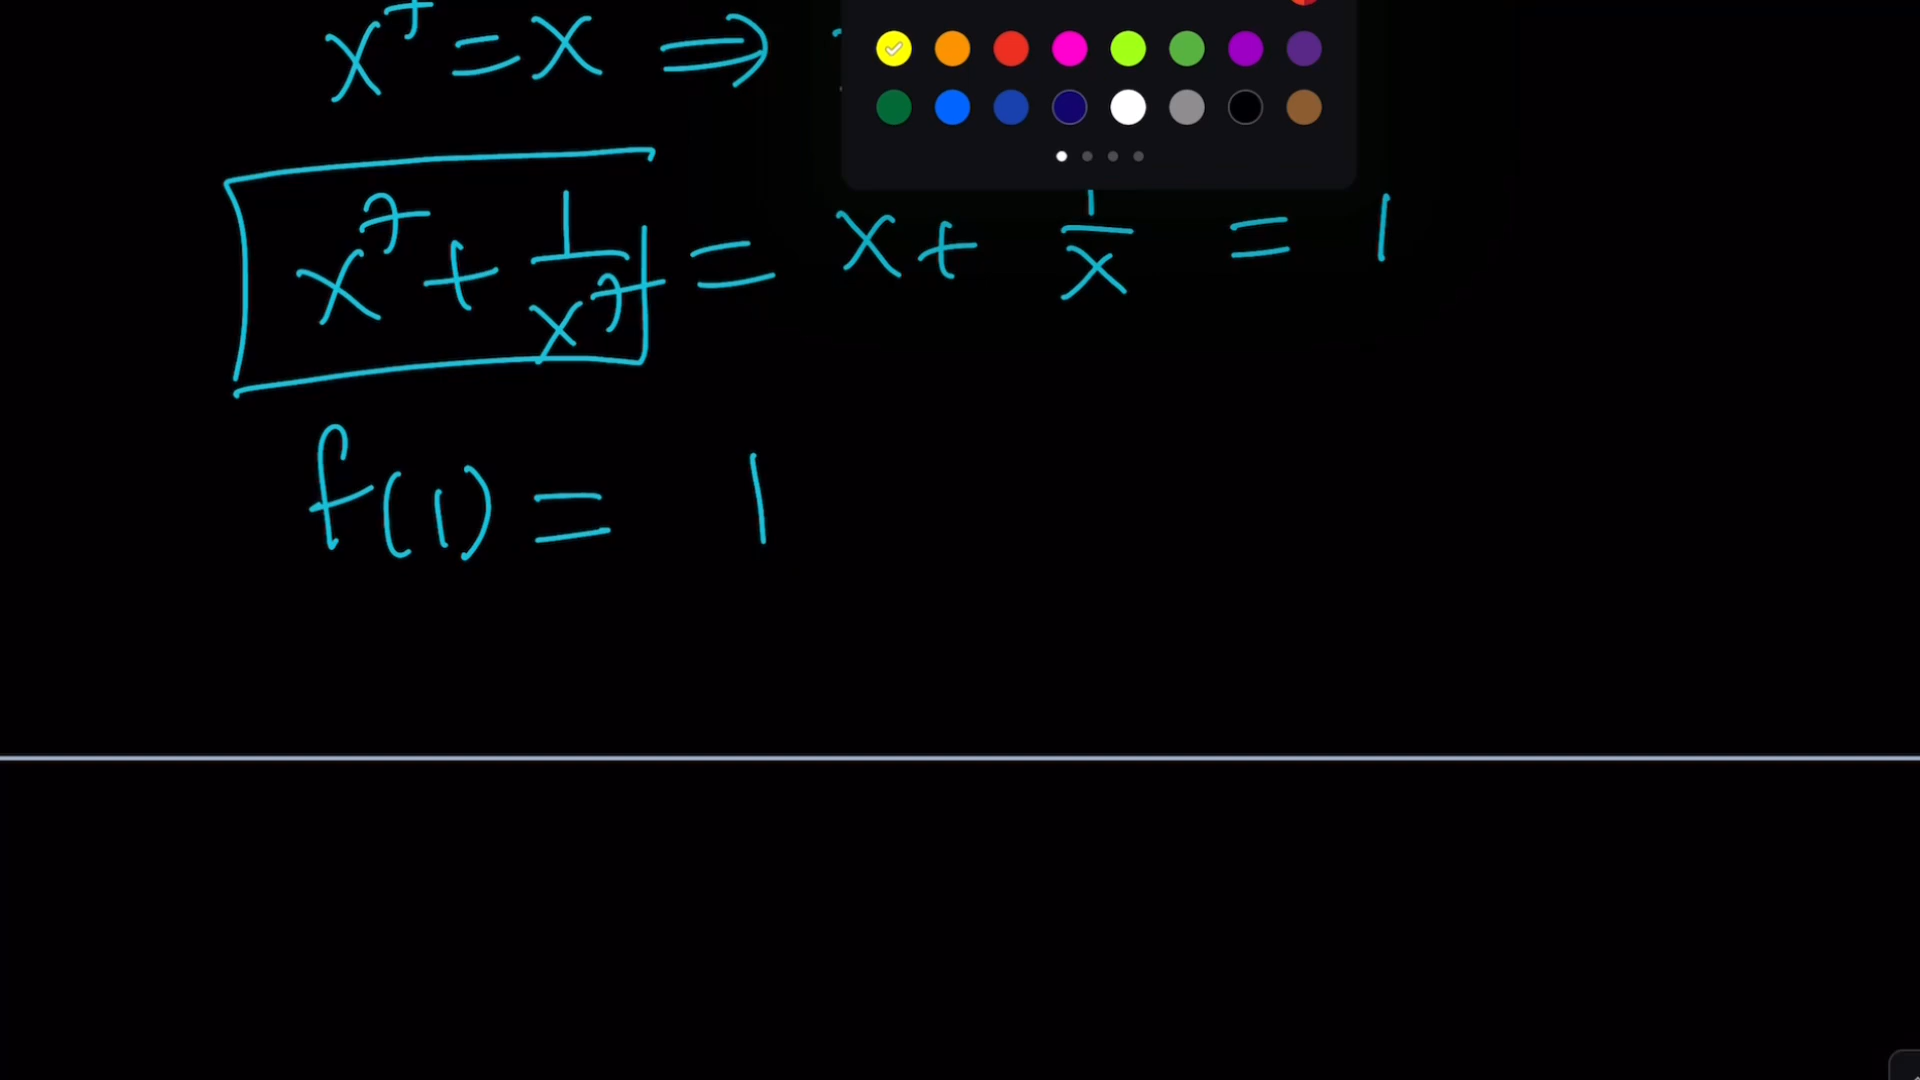 x⁷ = x ⇒
x⁷ + 1/x⁷ = x + 1/x = 1
f(1) = 1